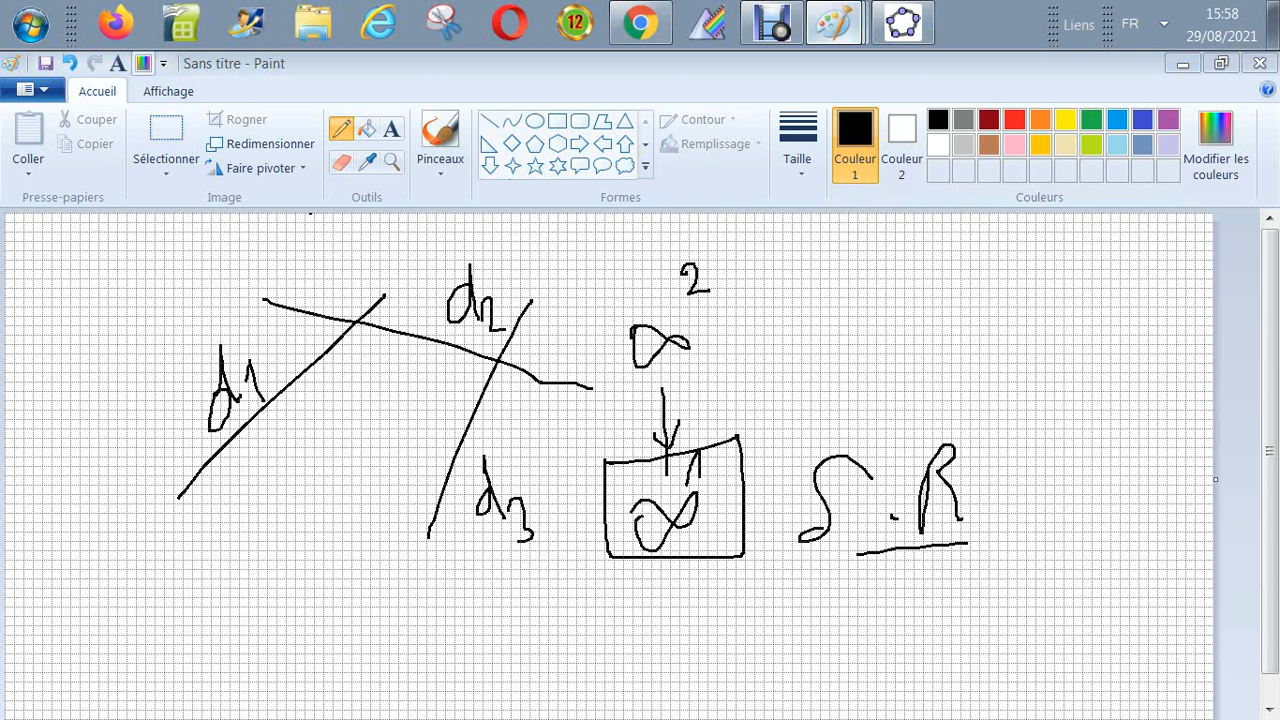 12
Liens
FR
15:58
29/08/2021
Sans titre - Paint
Accueil
Affichage
Coller
Couper
Copier
Presse-papiers
Sélectionner
Rogner
Redimensionner
Faire pivoter
Image
Outils
Pinceaux
Formes
Contour
Remplissage
Taille
Couleur 1
Couleur 2
Modifier les couleurs
Couleurs
d1
d2
d3
α²
α¹
S.R